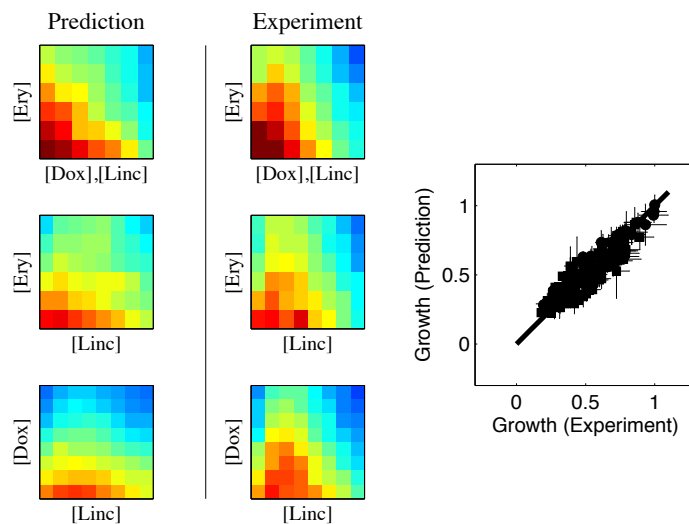 Prediction
Experiment
[Ery]
[Dox],[Linc]
[Ery]
[Dox],[Linc]
[Ery]
[Linc]
[Ery]
[Linc]
[Dox]
[Linc]
[Dox]
[Linc]
Growth (Prediction)
1
0.5
0
0
0.5
1
Growth (Experiment)